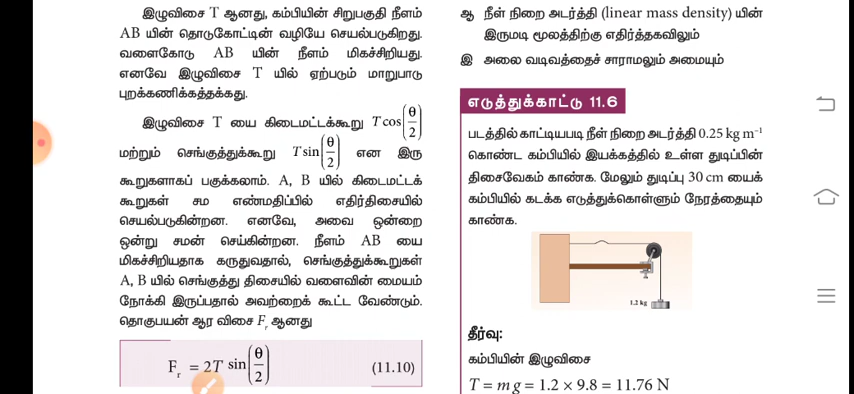 இழுவிசை T ஆனது, கம்பியின் சிறுபகுதி நீளம்
AB யின் தொடுகோட்டின் வழியே செயல்படுகிறது.
வளைகோடு AB யின் நீளம் மிகச்சிறியது.
எனவே இழுவிசை T யில் ஏற்படும் மாறுபாடு
புறக்கணிக்கத்தக்கது.
இழுவிசை T யை கிடைமட்டக்கூறு T cos(θ/2)
மற்றும் செங்குத்துக்கூறு T sin(θ/2) என இரு
கூறுகளாகப் பகுக்கலாம். A, B யில் கிடைமட்டக்
கூறுகள் சம எண்மதிப்பில் எதிர்திசையில்
செயல்படுகின்றன. எனவே, அவை ஒன்றை
ஒன்று சமன் செய்கின்றன. நீளம் AB யை
மிகச்சிறியதாக கருதுவதால், செங்குத்துக்கூறுகள்
A, B யில் செங்குத்து திசையில் வளைவின் மையம்
நோக்கி இருப்பதால் அவற்றைக் கூட்ட வேண்டும்.
தொகுபயன் ஆர விசை Fr ஆனது
Fr = 2T sin(θ/2) (11.10)
ஆ நீள் நிறை அடர்த்தி (linear mass density) யின்
இருமடி மூலத்திற்கு எதிர்த்தகவிலும்
இ அலை வடிவத்தைச் சாராமலும் அமையும்
எடுத்துக்காட்டு 11.6
படத்தில் காட்டியபடி நீள் நிறை அடர்த்தி 0.25 kg m⁻¹
கொண்ட கம்பியில் இயக்கத்தில் உள்ள துடிப்பின்
திசைவேகம் காண்க. மேலும் துடிப்பு 30 cm யைக்
கம்பியில் கடக்க எடுத்துக்கொள்ளும் நேரத்தையும்
காண்க.
1.2 kg
தீர்வு:
கம்பியின் இழுவிசை
T = m g = 1.2 × 9.8 = 11.76 N